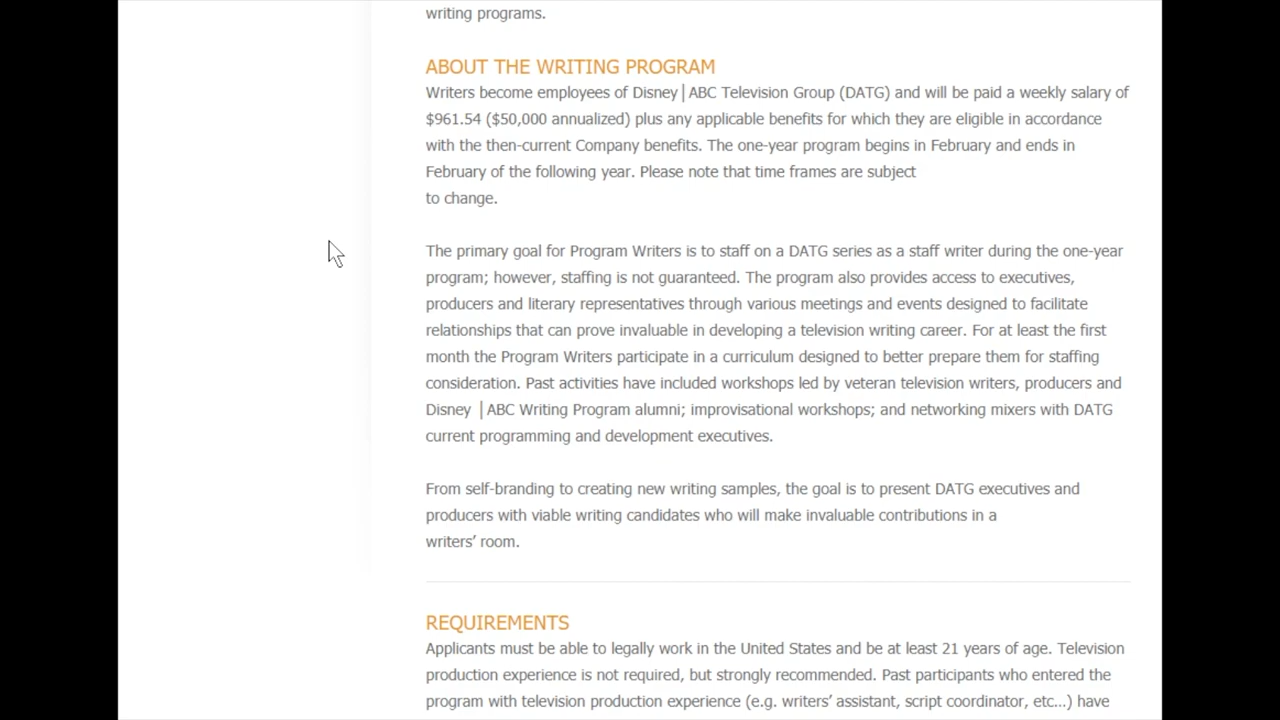 writing programs.
ABOUT THE WRITING PROGRAM
Writers become employees of Disney|ABC Television Group (DATG) and will be paid a weekly salary of
$961.54 ($50,000 annualized) plus any applicable benefits for which they are eligible in accordance
with the then-current Company benefits. The one-year program begins in February and ends in
February of the following year. Please note that time frames are subject
to change.
The primary goal for Program Writers is to staff on a DATG series as a staff writer during the one-year
program; however, staffing is not guaranteed. The program also provides access to executives,
producers and literary representatives through various meetings and events designed to facilitate
relationships that can prove invaluable in developing a television writing career. For at least the first
month the Program Writers participate in a curriculum designed to better prepare them for staffing
consideration. Past activities have included workshops led by veteran television writers, producers and
Disney |ABC Writing Program alumni; improvisational workshops; and networking mixers with DATG
current programming and development executives.
From self-branding to creating new writing samples, the goal is to present DATG executives and
producers with viable writing candidates who will make invaluable contributions in a
writers’ room.
REQUIREMENTS
Applicants must be able to legally work in the United States and be at least 21 years of age. Television
production experience is not required, but strongly recommended. Past participants who entered the
program with television production experience (e.g. writers’ assistant, script coordinator, etc...) have